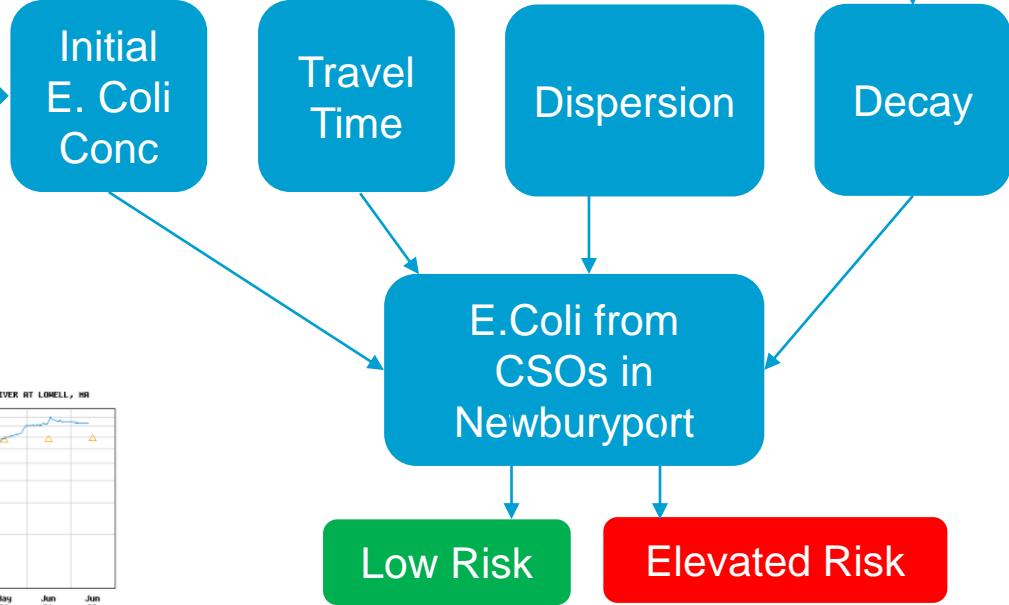 Initial
E. Coli
Conc
Travel
Time
Dispersion
Decay
E.Coli from
CSOs in
Newburyport
IVER AT LOWELL, MA
Low Risk
Elevated Risk
Jun
Jun